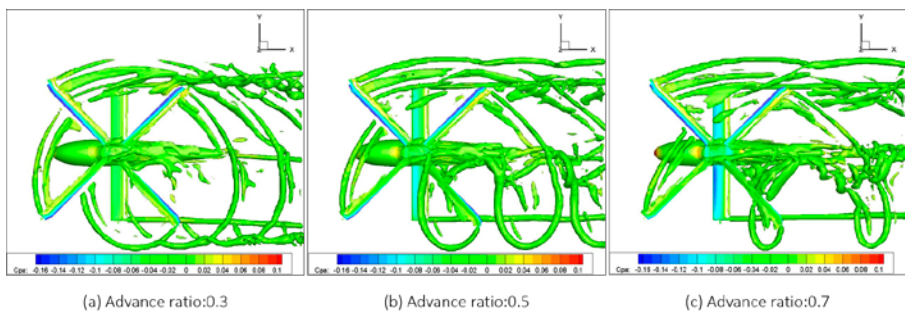 Y
Z X
Y
Z X
Y
Z X
Cpa: -0.16 -0.14 -0.12 -0.1 -0.08 -0.06 -0.04 -0.02 0 0.02 0.04 0.06 0.08 0.1
Cpa: -0.16 -0.14 -0.12 -0.1 -0.08 -0.06 -0.04 -0.02 0 0.02 0.04 0.06 0.08 0.1
Cpa: -0.16 -0.14 -0.12 -0.1 -0.08 -0.06 -0.04 -0.02 0 0.02 0.04 0.06 0.08 0.1
(a) Advance ratio:0.3
(b) Advance ratio:0.5
(c) Advance ratio:0.7